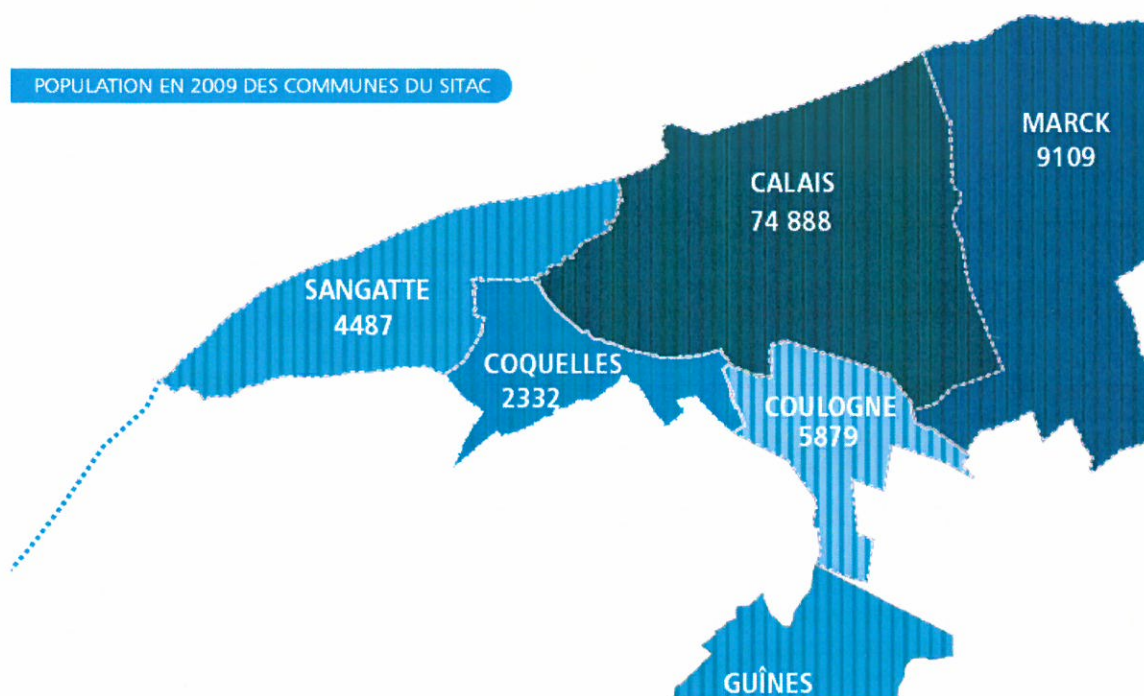 POPULATION EN 2009 DES COMMUNES DU SITAC
MARCK
9109
CALAIS
74 888
SANGATTE
4487
COQUELLES
2332
COULOGNE
5879
GUÎNES